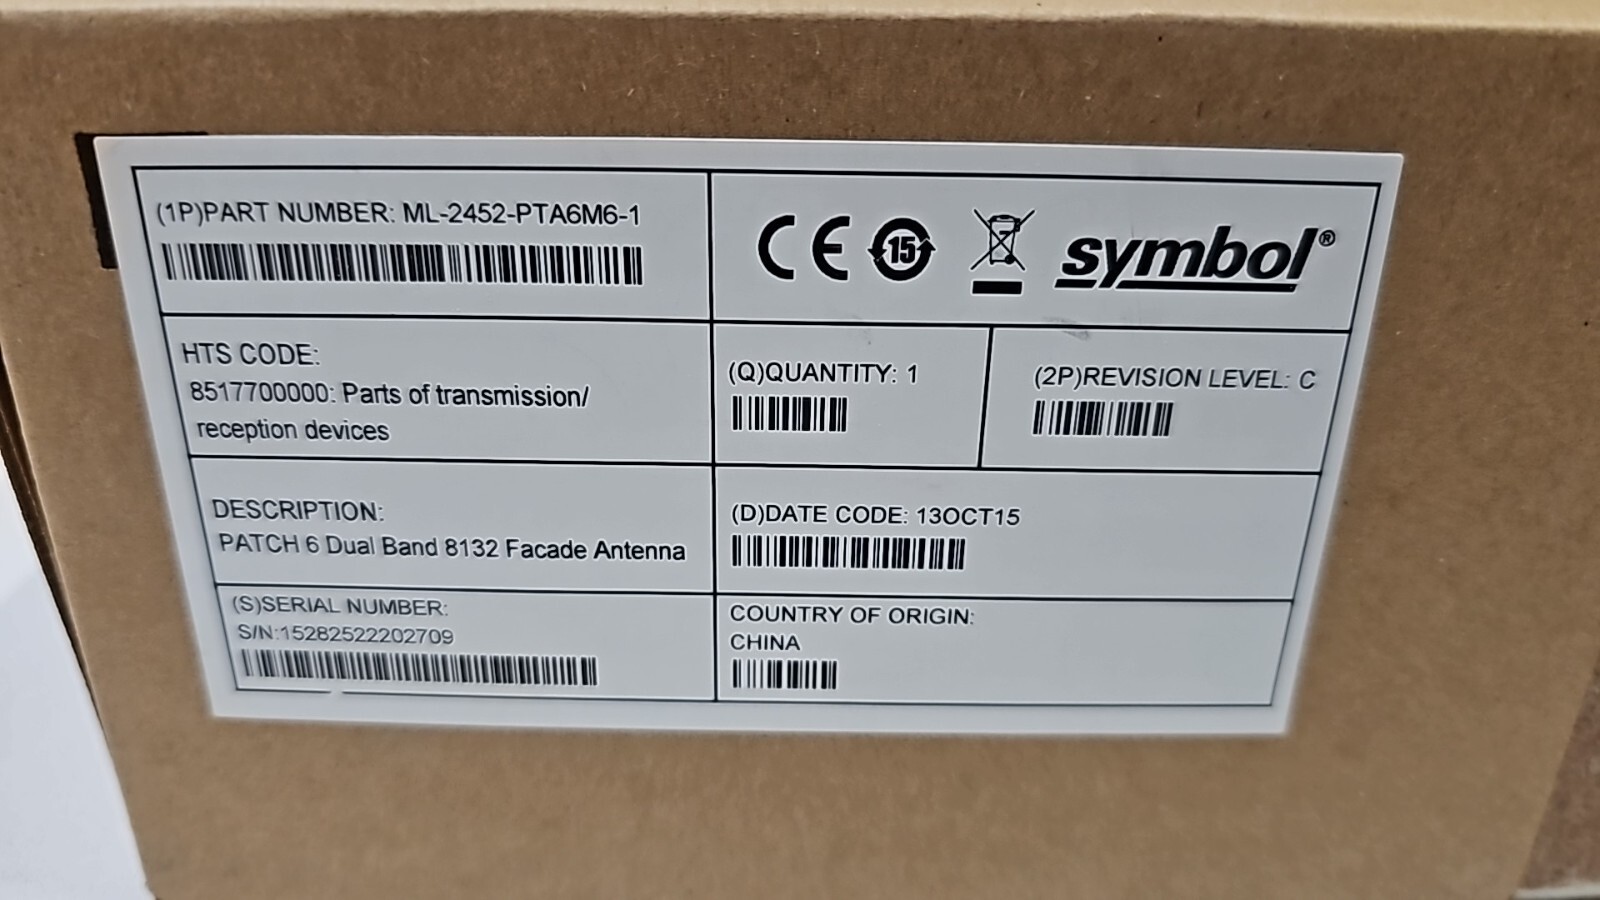 (1P)PART NUMBER: ML-2452-PTA6M6-1
CE 15 symbol®
HTS CODE:
8517700000: Parts of transmission/
reception devices
(Q)QUANTITY: 1
(2P)REVISION LEVEL: C
DESCRIPTION:
PATCH 6 Dual Band 8132 Facade Antenna
(D)DATE CODE: 13OCT15
(S)SERIAL NUMBER:
S/N:15282522202709
COUNTRY OF ORIGIN:
CHINA